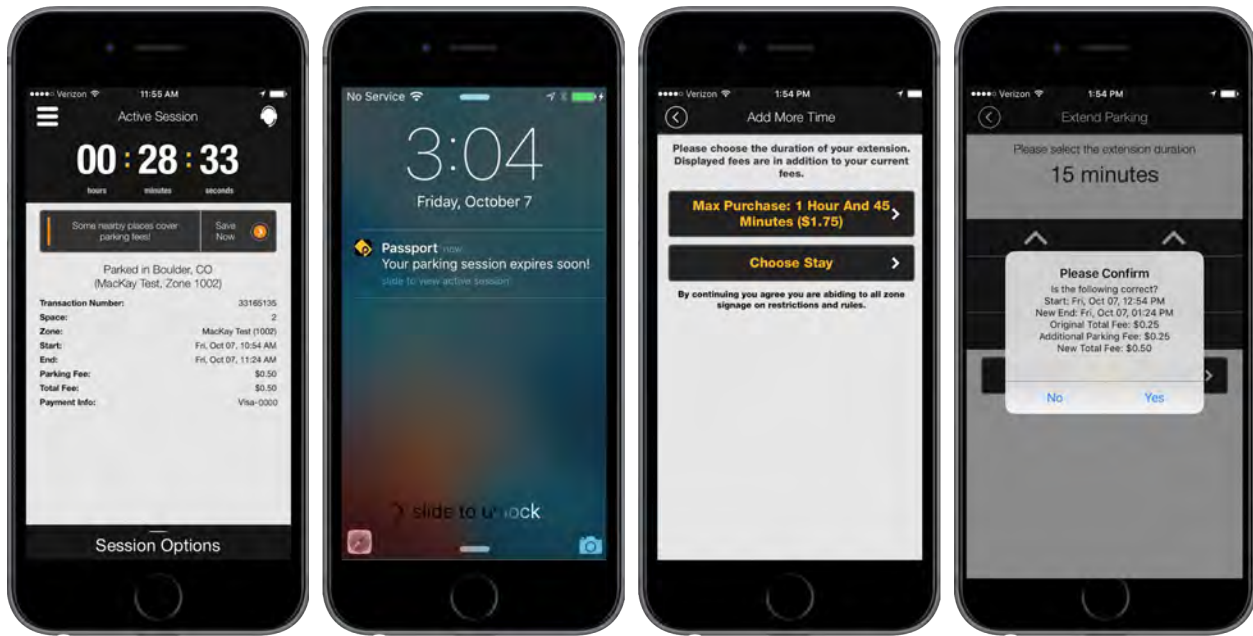 Verizon 11:55 AM
Active Session
00 : 28 : 33
hours minutes seconds
Some nearby places cover
parking fees!
Save
Now
Parked in Boulder, CO
(MacKay Test, Zone 1002)
Transaction Number: 33165135
Space: 2
Zone: MacKay Test (1002)
Start: Fri, Oct 07, 10:54 AM
End: Fri, Oct 07, 11:24 AM
Parking Fee: $0.50
Total Fee: $0.50
Payment Info: Visa-0000
Session Options
No Service
3:04
Friday, October 7
Passport now
Your parking session expires soon!
slide to view active session
slide to unlock
Verizon 1:54 PM
Add More Time
Please choose the duration of your extension.
Displayed fees are in addition to your current
fees.
Max Purchase: 1 Hour And 45
Minutes ($1.75)
Choose Stay
By continuing you agree you are abiding to all zone
signage on restrictions and rules.
Verizon 1:54 PM
Extend Parking
Please select the extension duration
15 minutes
Please Confirm
Is the following correct?
Start: Fri, Oct 07, 12:54 PM
New End: Fri, Oct 07, 01:24 PM
Original Total Fee: $0.25
Additional Parking Fee: $0.25
New Total Fee: $0.50
No Yes